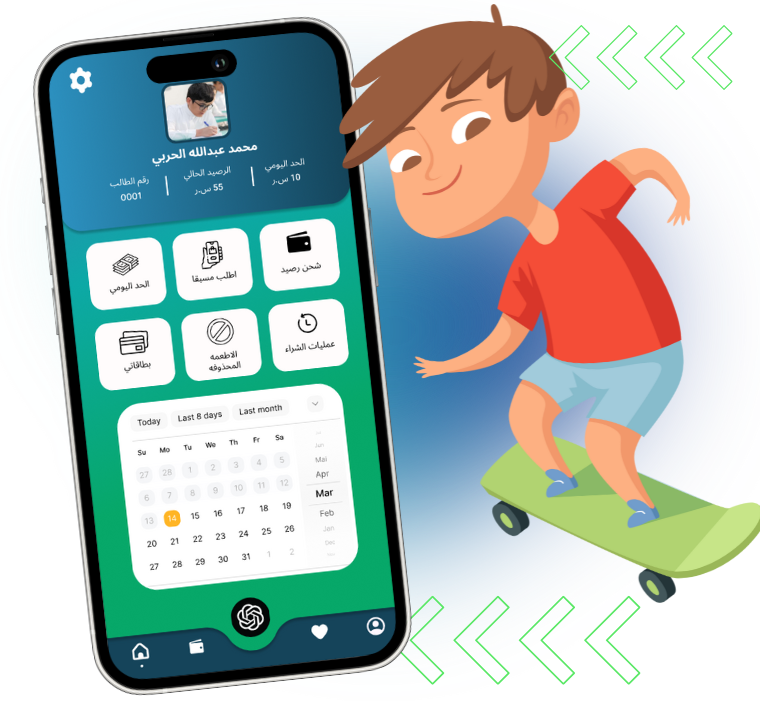 محمد عبدالله الحربي
الحد اليومي
10 س.ر
الرصيد الحالي
55 س.ر
رقم الطالب
0001
شحن رصيد
اطلب مسبقا
الحد اليومي
عمليات الشراء
الاطعمه
المحذوفه
بطاقاتي
Today Last 8 days Last month
Su Mo Tu We Th Fr Sa
27 28 1 2 3 4 5
6 7 8 9 10 11 12
13 14 15 16 17 18 19
20 21 22 23 24 25 26
27 28 29 30 31 1 2
Jun
Mai
Apr
Mar
Feb
Jan
Dec